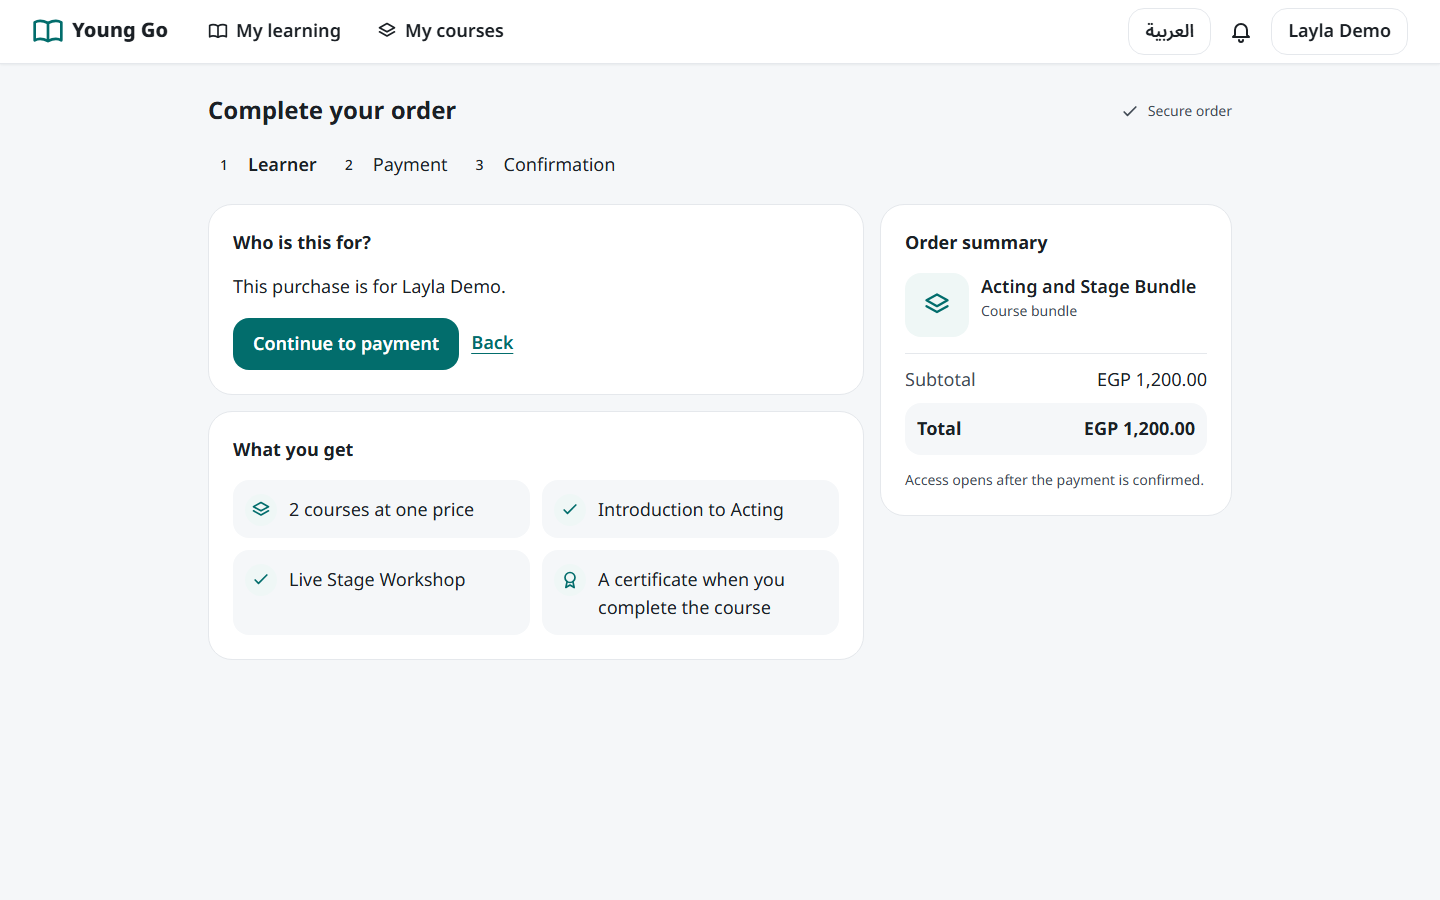 Young Go
My learning
My courses
العربية
Layla Demo
Complete your order
Secure order
1 Learner 2 Payment 3 Confirmation
Who is this for?
This purchase is for Layla Demo.
Continue to payment
Back
What you get
2 courses at one price
Introduction to Acting
Live Stage Workshop
A certificate when you
complete the course
Order summary
Acting and Stage Bundle
Course bundle
Subtotal EGP 1,200.00
Total EGP 1,200.00
Access opens after the payment is confirmed.